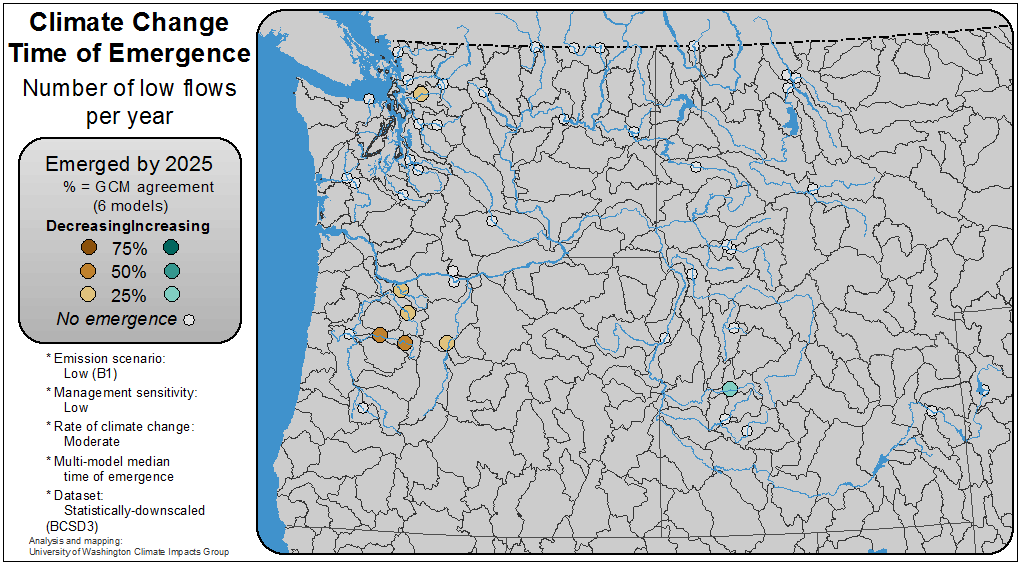 Climate Change
Time of Emergence
Number of low flows
per year
Emerged by 2025
% = GCM agreement
(6 models)
DecreasingIncreasing
75%
50%
25%
No emergence
* Emission scenario:
Low (B1)
* Management sensitivity:
Low
* Rate of climate change:
Moderate
* Multi-model median
time of emergence
* Dataset:
Statistically-downscaled
(BCSD3)
Analysis and mapping:
University of Washington Climate Impacts Group